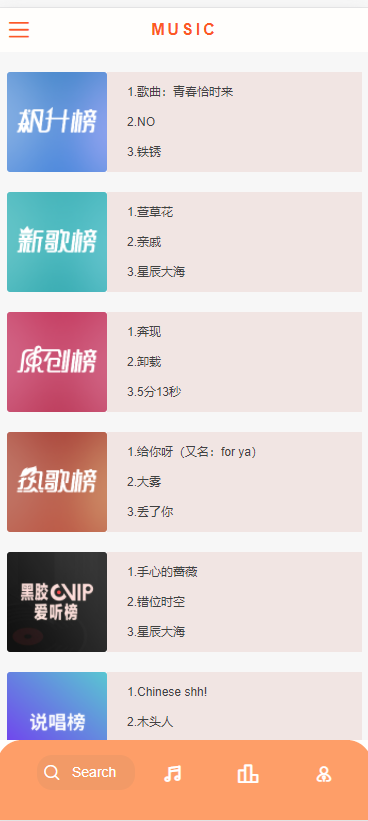 MUSIC
飙升榜
1.歌曲：青春恰时来
2.NO
3.铁锈
新歌榜
1.萱草花
2.亲戚
3.星辰大海
原创榜
1.奔现
2.卸载
3.5分13秒
热歌榜
1.给你呀（又名：for ya）
2.大雾
3.丢了你
黑胶VIP
爱听榜
1.手心的蔷薇
2.错位时空
3.星辰大海
说唱榜
1.Chinese shh!
2.木头人
Search